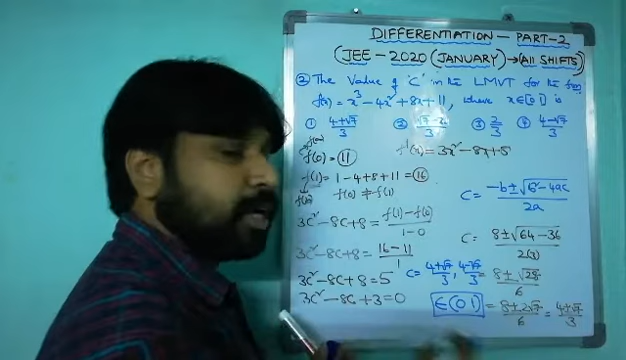 DIFFERENTIATION - PART-2
(JEE-2020 (JANUARY) → (All SHIFTS)
② The Value of 'C' in the LMVT for the fun
f(x) = x³ - 4x² + 8x + 11, where x∈[0 1] is
① 4+√7/3 ② ③ 2/3 ④ 4-√7/3
f(0) = 11
f'(x) = 3x² - 8x + 5
f(1) = 1 - 4 + 8 + 11 = 16
f(0) ≠ f(1)
C = -b ± √b² - 4ac / 2a
3c² - 8c + 8 = f(1) - f(0) / 1 - 0
C = 8 ± √64 - 36 / 2(3)
3c² - 8c + 8 = 16 - 11 / 1
3c² - 8c + 8 = 5
C = 4+√7/3, 4-√7/3 = 8 ± √28 / 6
3c² - 8c + 3 = 0
∈ (0 1)
= 8 ± 2√7 / 6 = 4±√7/3